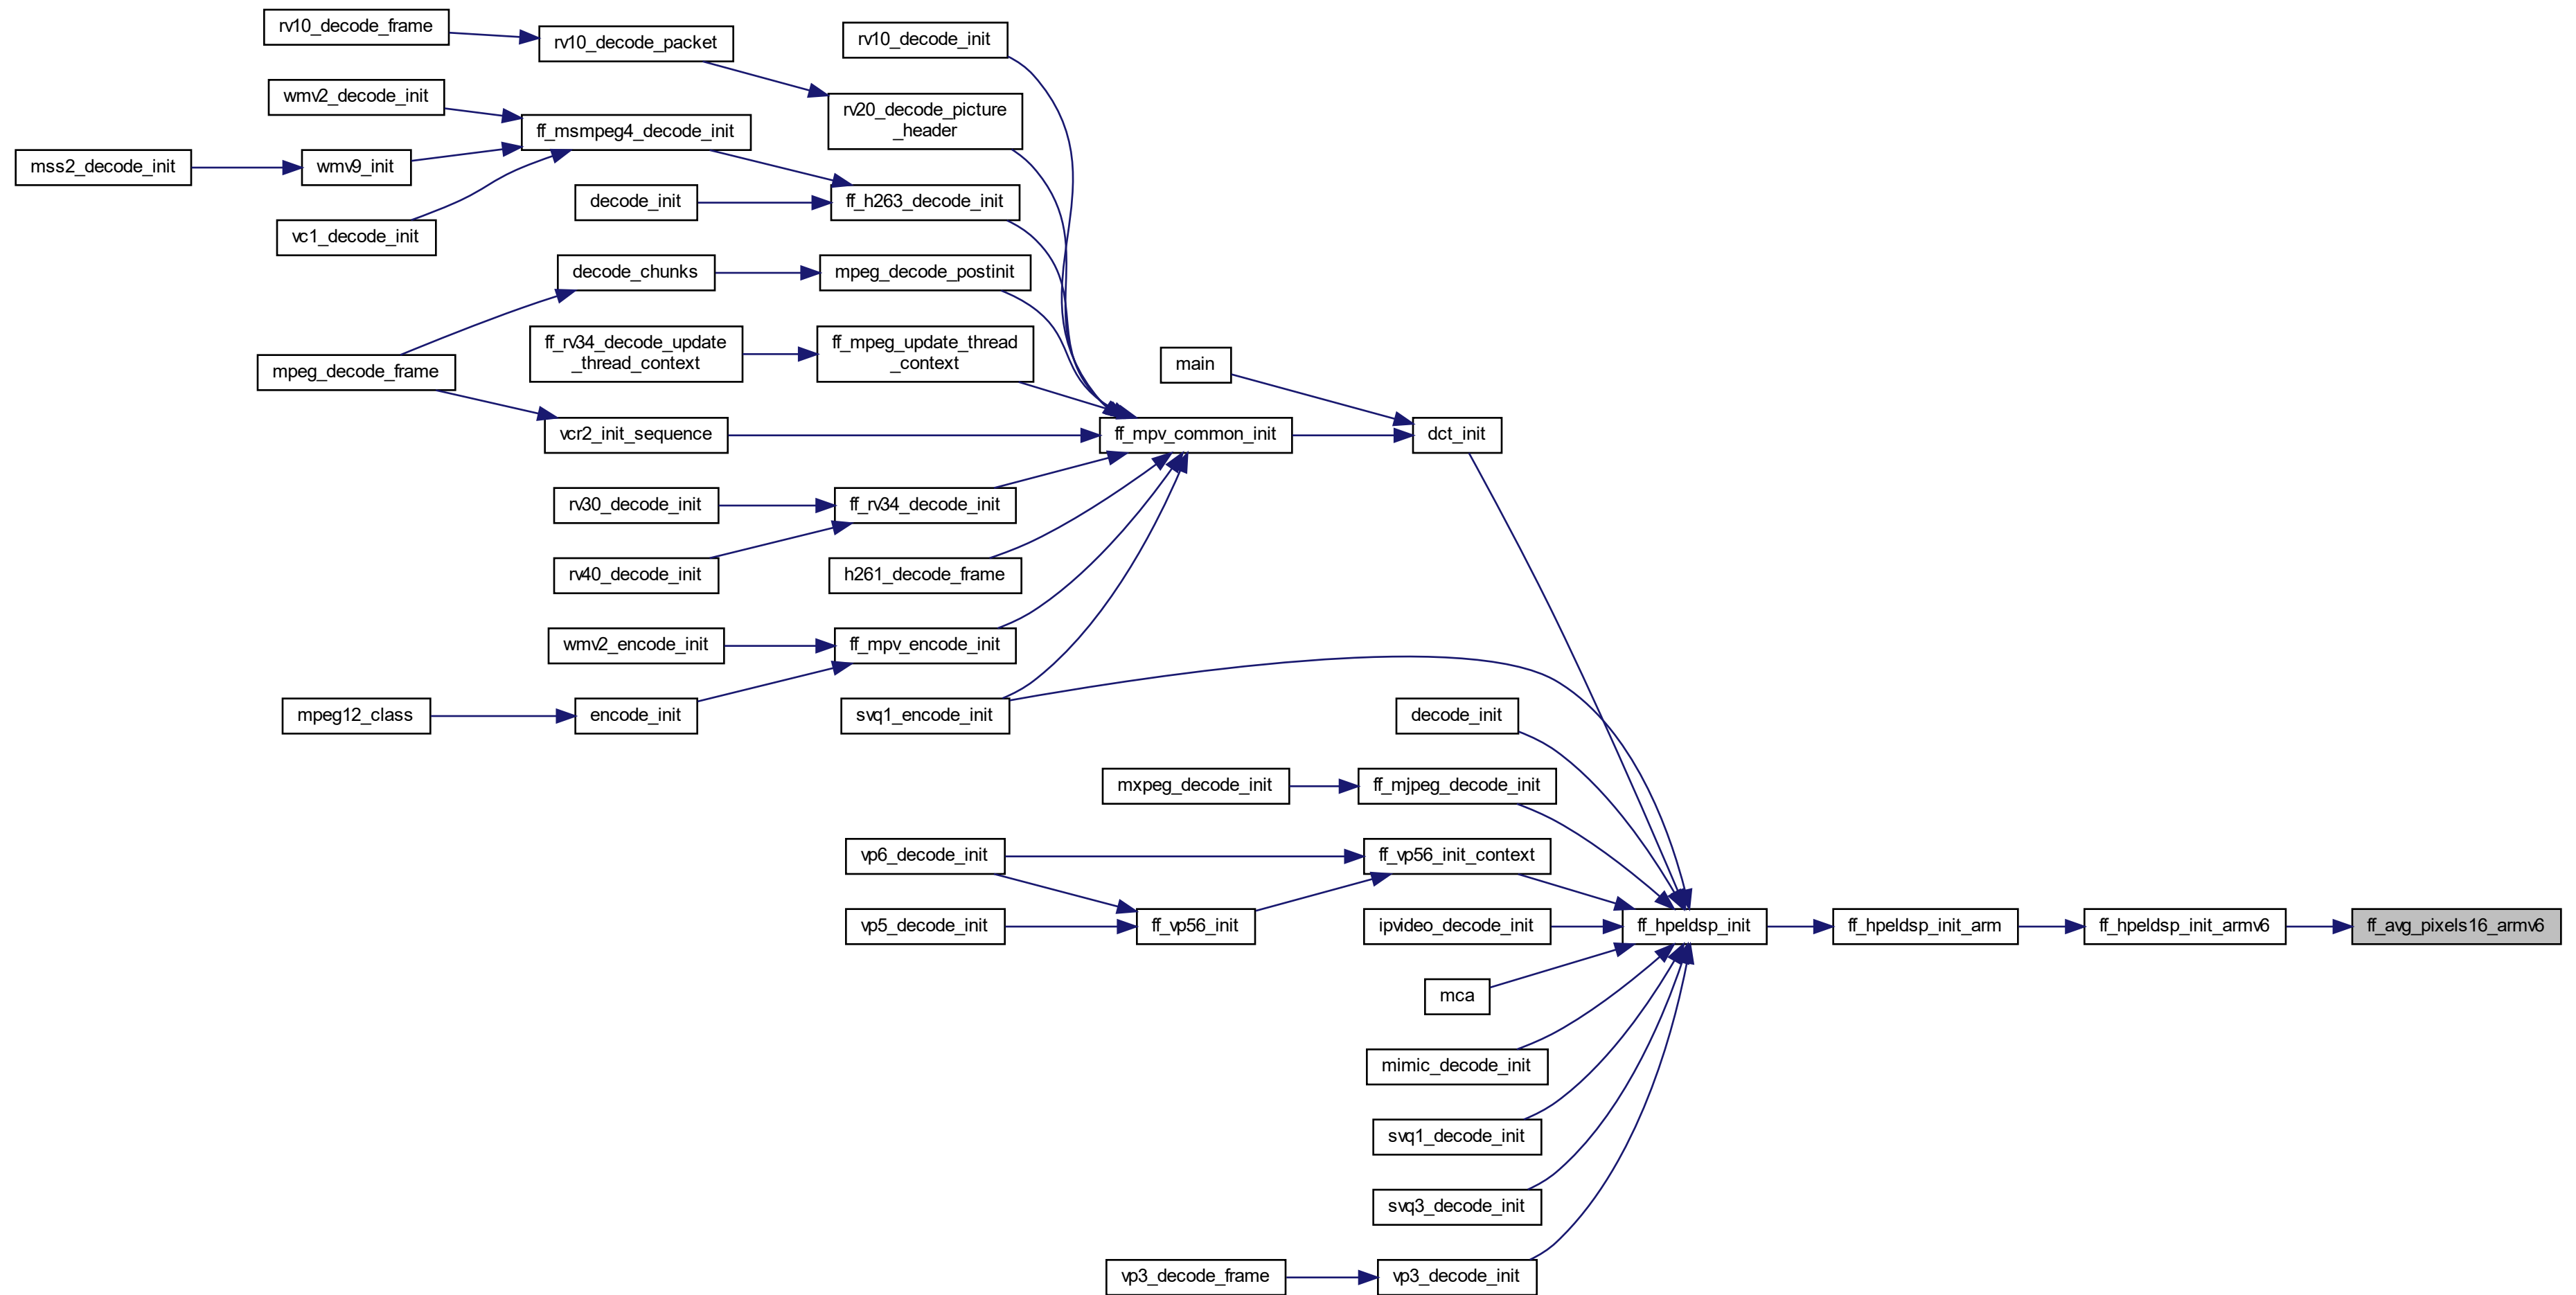 rv10_decode_frame
rv10_decode_packet
rv10_decode_init
wmv2_decode_init
rv20_decode_picture
_header
ff_msmpeg4_decode_init
mss2_decode_init
wmv9_init
decode_init
ff_h263_decode_init
vc1_decode_init
decode_chunks
mpeg_decode_postinit
ff_rv34_decode_update
_thread_context
ff_mpeg_update_thread
_context
main
mpeg_decode_frame
vcr2_init_sequence
ff_mpv_common_init
dct_init
rv30_decode_init
ff_rv34_decode_init
rv40_decode_init
h261_decode_frame
wmv2_encode_init
ff_mpv_encode_init
mpeg12_class
encode_init
svq1_encode_init
decode_init
mxpeg_decode_init
ff_mjpeg_decode_init
vp6_decode_init
ff_vp56_init_context
vp5_decode_init
ff_vp56_init
ipvideo_decode_init
ff_hpeldsp_init
ff_hpeldsp_init_arm
ff_hpeldsp_init_armv6
ff_avg_pixels16_armv6
mca
mimic_decode_init
svq1_decode_init
svq3_decode_init
vp3_decode_frame
vp3_decode_init